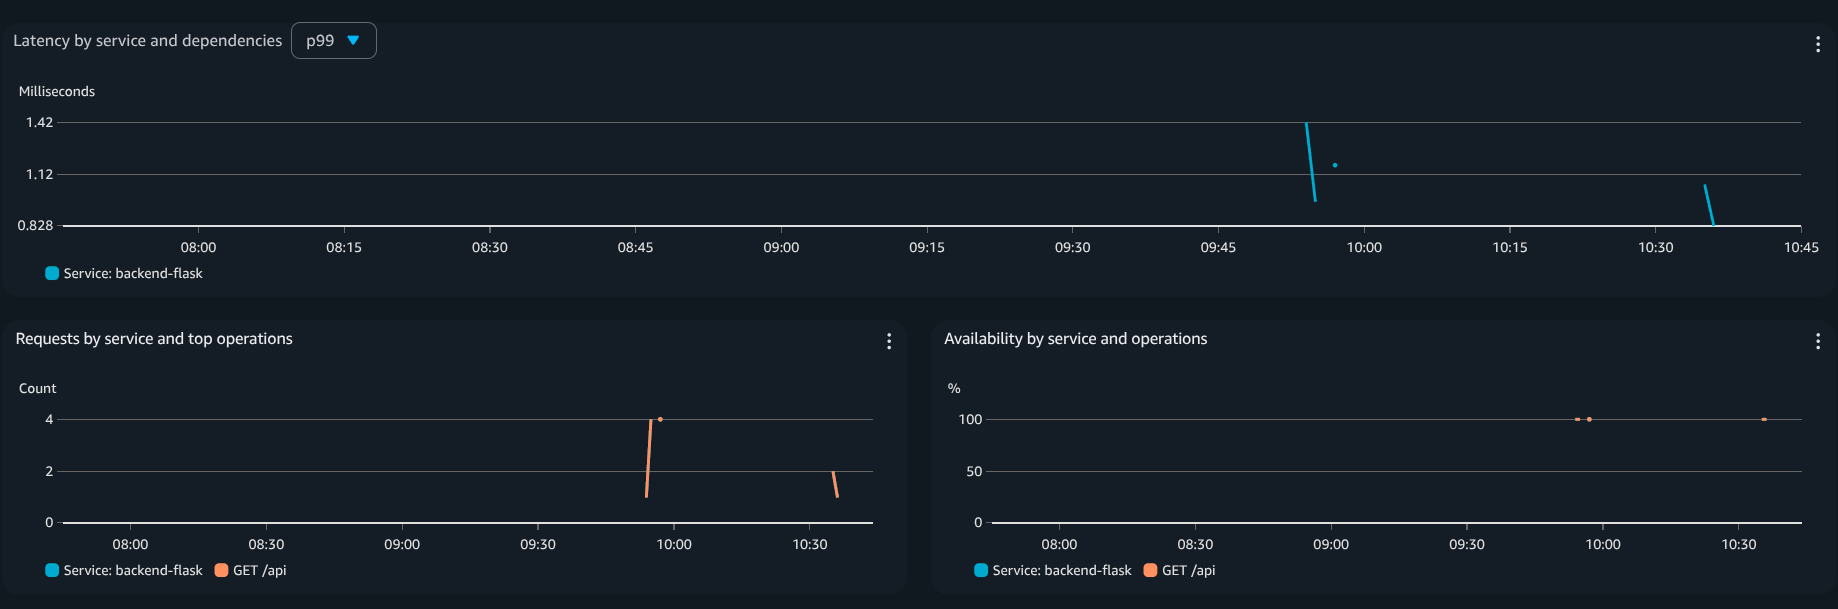 Latency by service and dependencies p99
Milliseconds
1.42
1.12
0.828
08:00 08:15 08:30 08:45 09:00 09:15 09:30 09:45 10:00 10:15 10:30 10:45
Service: backend-flask
Requests by service and top operations
Count
4
2
0
08:00 08:30 09:00 09:30 10:00 10:30
Service: backend-flask GET /api
Availability by service and operations
%
100
50
0
08:00 08:30 09:00 09:30 10:00 10:30
Service: backend-flask GET /api